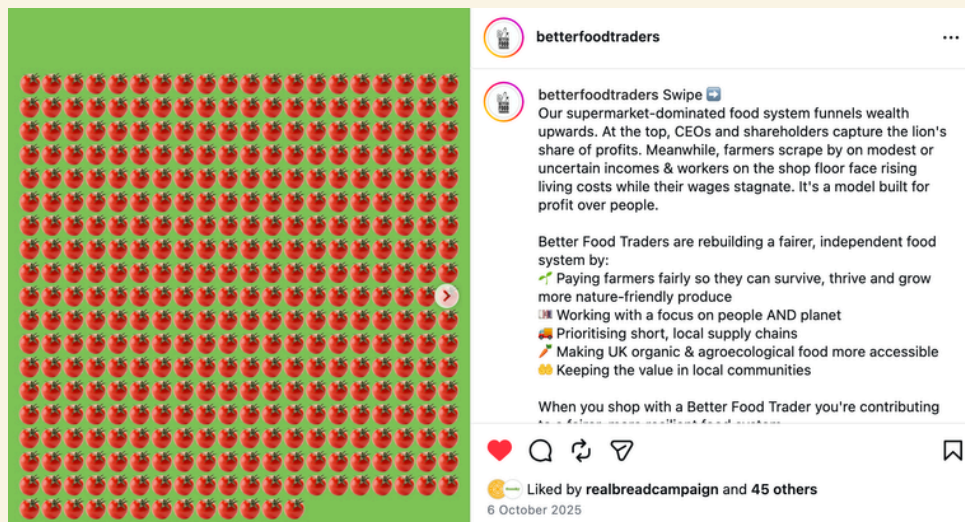 betterfoodtraders
betterfoodtraders Swipe ➡️
Our supermarket-dominated food system funnels wealth
upwards. At the top, CEOs and shareholders capture the lion's
share of profits. Meanwhile, farmers scrape by on modest or
uncertain incomes & workers on the shop floor face rising
living costs while their wages stagnate. It's a model built for
profit over people.
Better Food Traders are rebuilding a fairer, independent food
system by:
🌱 Paying farmers fairly so they can survive, thrive and grow
more nature-friendly produce
💷 Working with a focus on people AND planet
🚚 Prioritising short, local supply chains
🥕 Making UK organic & agroecological food more accessible
🤲 Keeping the value in local communities
When you shop with a Better Food Trader you're contributing
to a fairer, more resilient food system
Liked by realbreadcampaign and 45 others
6 October 2025